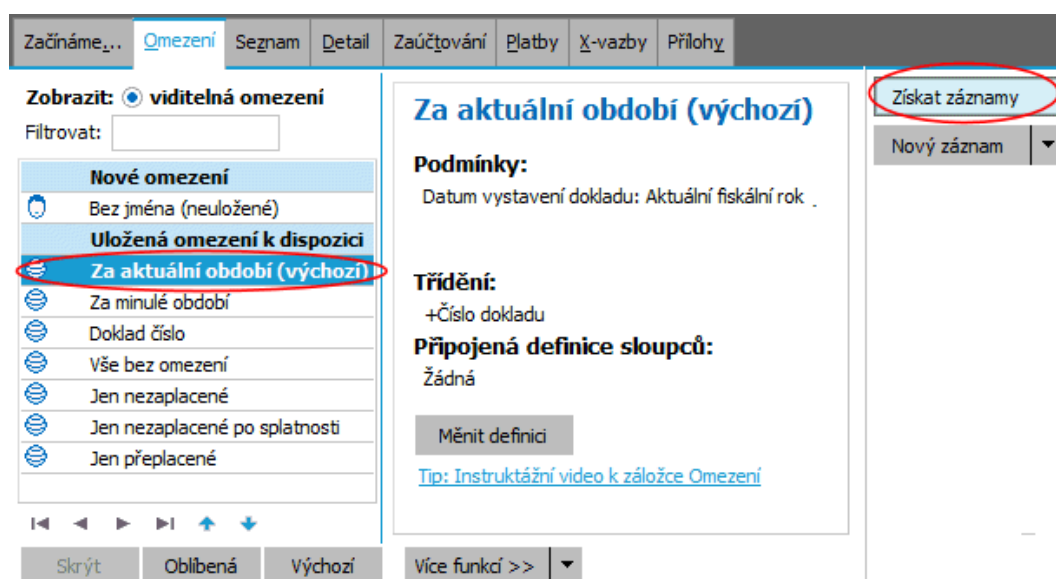 Začínáme... Omezení Seznam Detail Zaúčtování Platby X-vazby Přílohy
Zobrazit: viditelná omezení
Filtrovat:
Nové omezení
Bez jména (neuložené)
Uložená omezení k dispozici
Za aktuální období (výchozí)
Za minulé období
Doklad číslo
Vše bez omezení
Jen nezaplacené
Jen nezaplacené po splatnosti
Jen přeplacené
Skrýt Oblíbená Výchozí
Za aktuální období (výchozí)
Podmínky:
Datum vystavení dokladu: Aktuální fiskální rok .
Třídění:
+Číslo dokladu
Připojená definice sloupců:
Žádná
Měnit definici
Tip: Instruktážní video k záložce Omezení
Více funkcí >>
Získat záznamy
Nový záznam